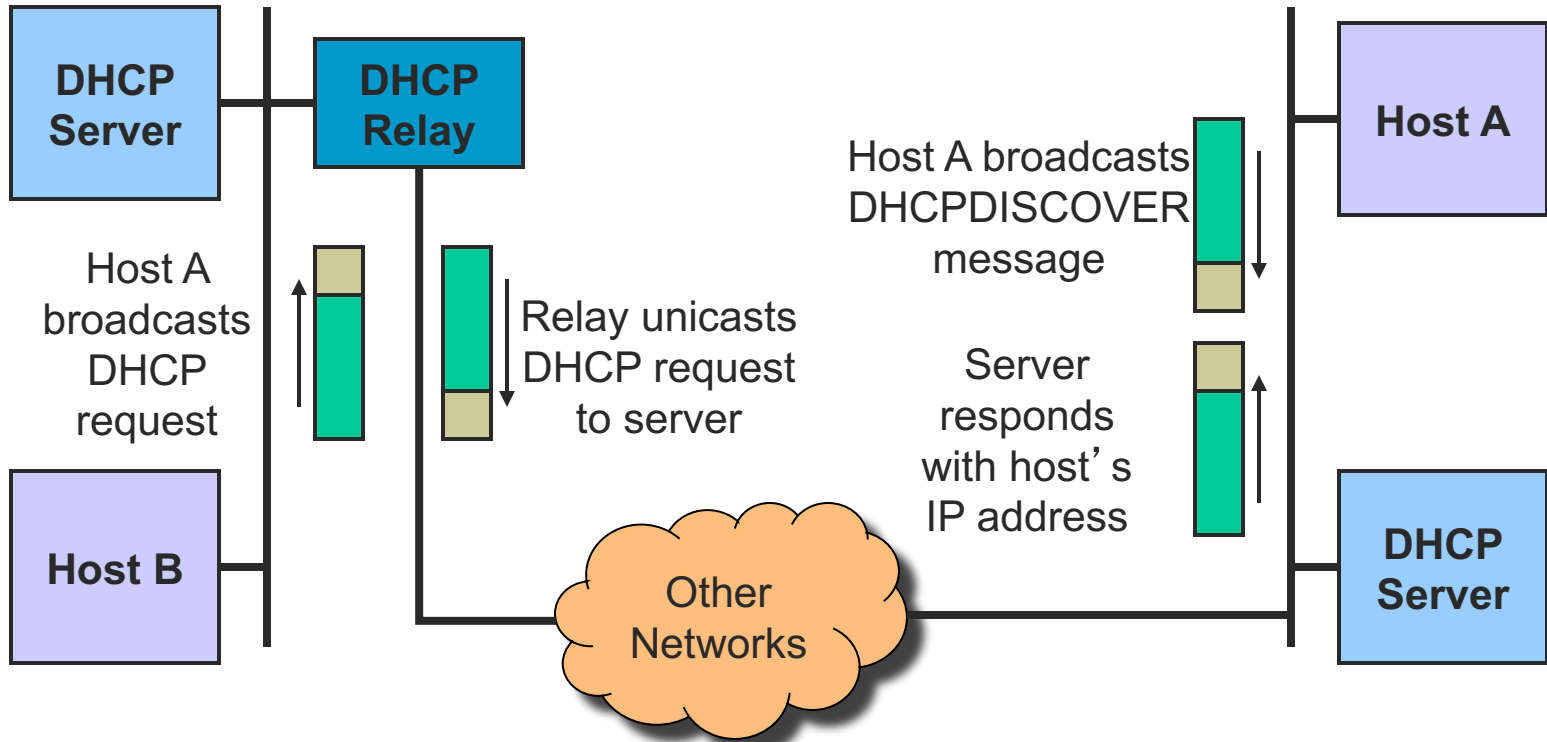 DHCP
Server
DHCP
Relay
Host A
broadcasts
DHCP
request
Relay unicasts
DHCP request
to server
Host B
Other
Networks
Host A broadcasts
DHCPDISCOVER
message
Host A
Server
responds
with host's
IP address
DHCP
Server